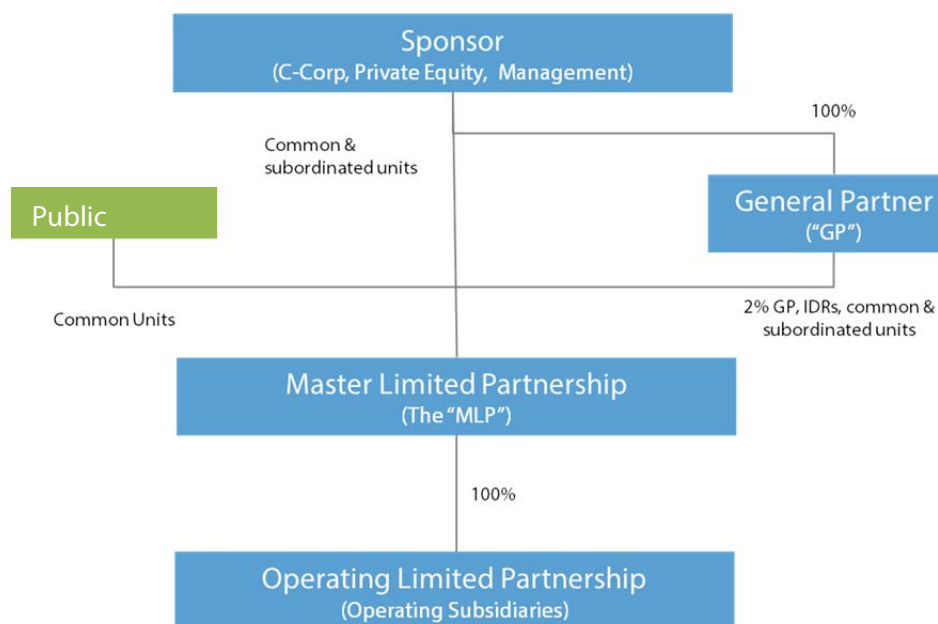 Sponsor
(C-Corp, Private Equity, Management)
100%
Common &
subordinated units
Public
General Partner
("GP")
Common Units
2% GP, IDRs, common &
subordinated units
Master Limited Partnership
(The "MLP")
100%
Operating Limited Partnership
(Operating Subsidiaries)